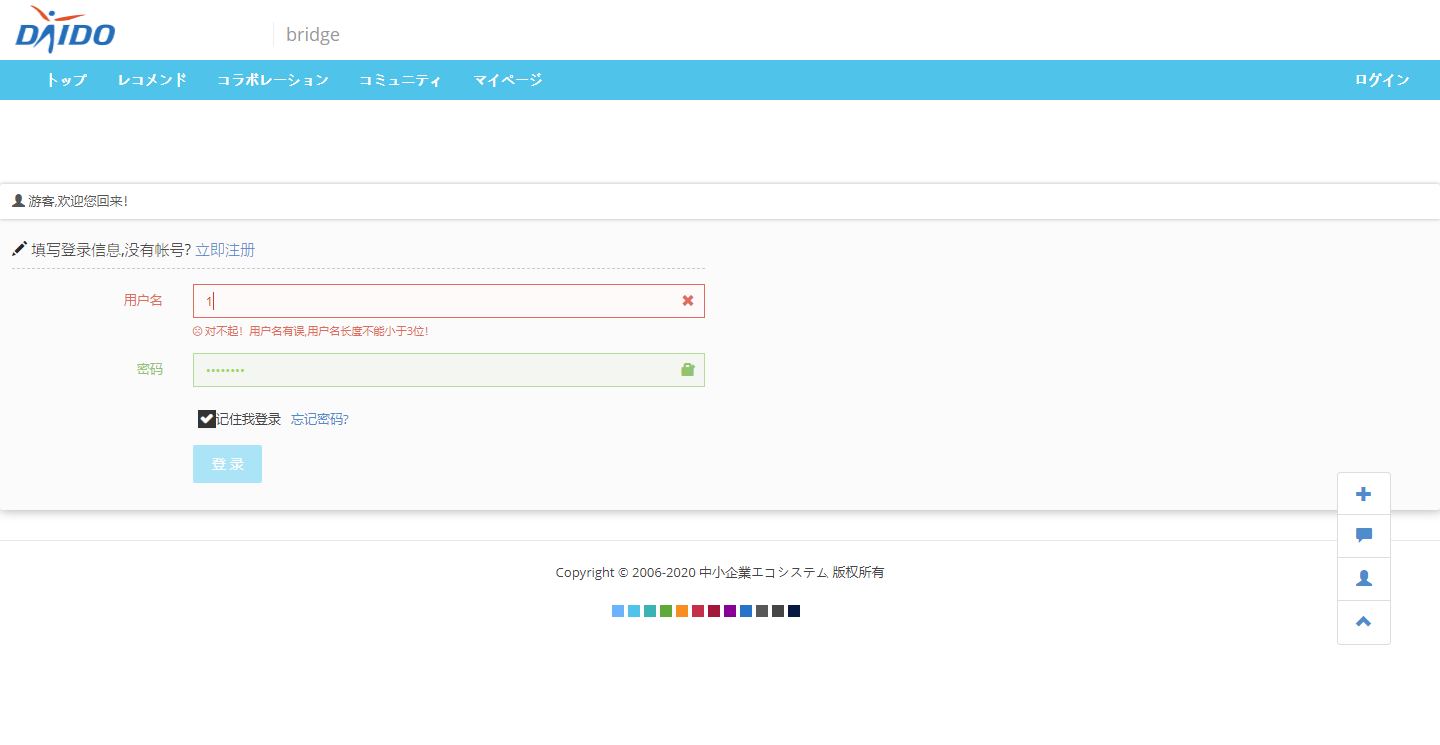 DAIDO
bridge
トップ レコメンド コラボレーション コミュニティ マイページ ログイン
游客,欢迎您回来!
填写登录信息,没有帐号? 立即注册
用户名 1
对不起! 用户名有误,用户名长度不能小于3位!
密码 ••••••••
记住我登录 忘记密码?
登 录
Copyright © 2006-2020 中小企業エコシステム 版权所有